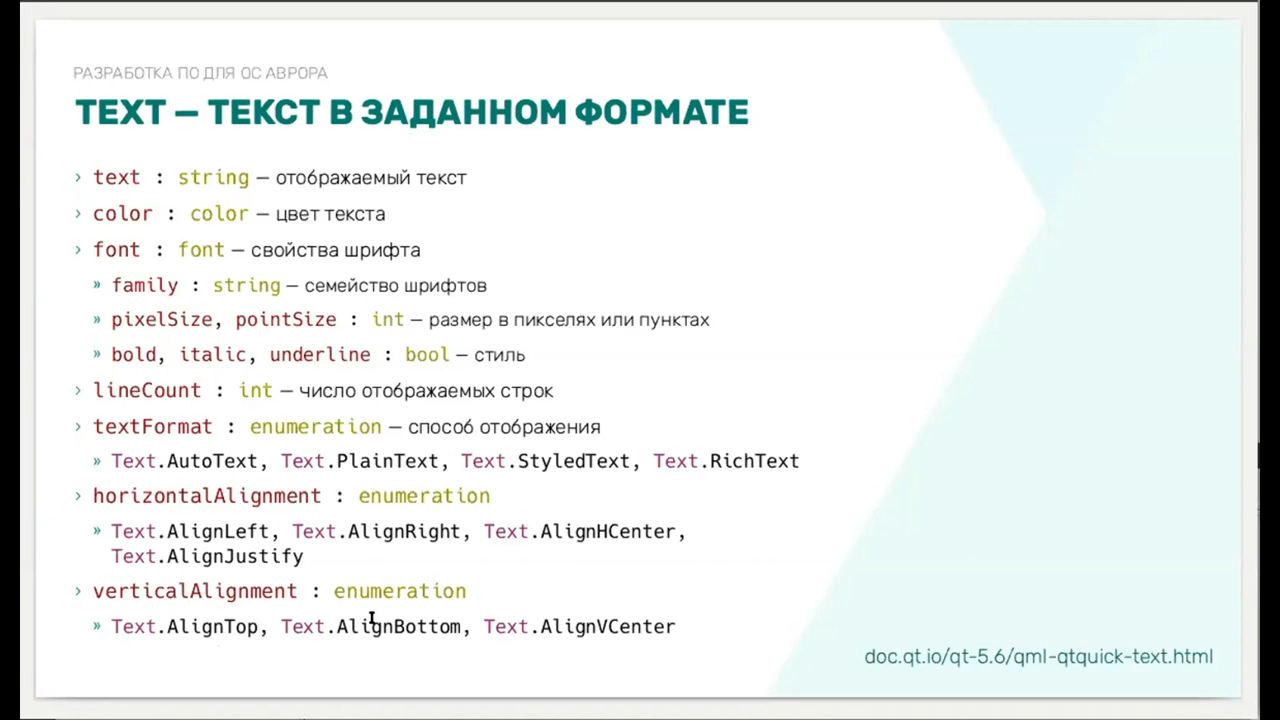 РАЗРАБОТКА ПО ДЛЯ ОС АВРОРА
TEXT — ТЕКСТ В ЗАДАННОМ ФОРМАТЕ
› text : string — отображаемый текст
› color : color — цвет текста
› font : font — свойства шрифта
» family : string — семейство шрифтов
» pixelSize, pointSize : int — размер в пикселях или пунктах
» bold, italic, underline : bool — стиль
› lineCount : int — число отображаемых строк
› textFormat : enumeration — способ отображения
» Text.AutoText, Text.PlainText, Text.StyledText, Text.RichText
› horizontalAlignment : enumeration
» Text.AlignLeft, Text.AlignRight, Text.AlignHCenter,
Text.AlignJustify
› verticalAlignment : enumeration
» Text.AlignTop, Text.AlignBottom, Text.AlignVCenter
doc.qt.io/qt-5.6/qml-qtquick-text.html